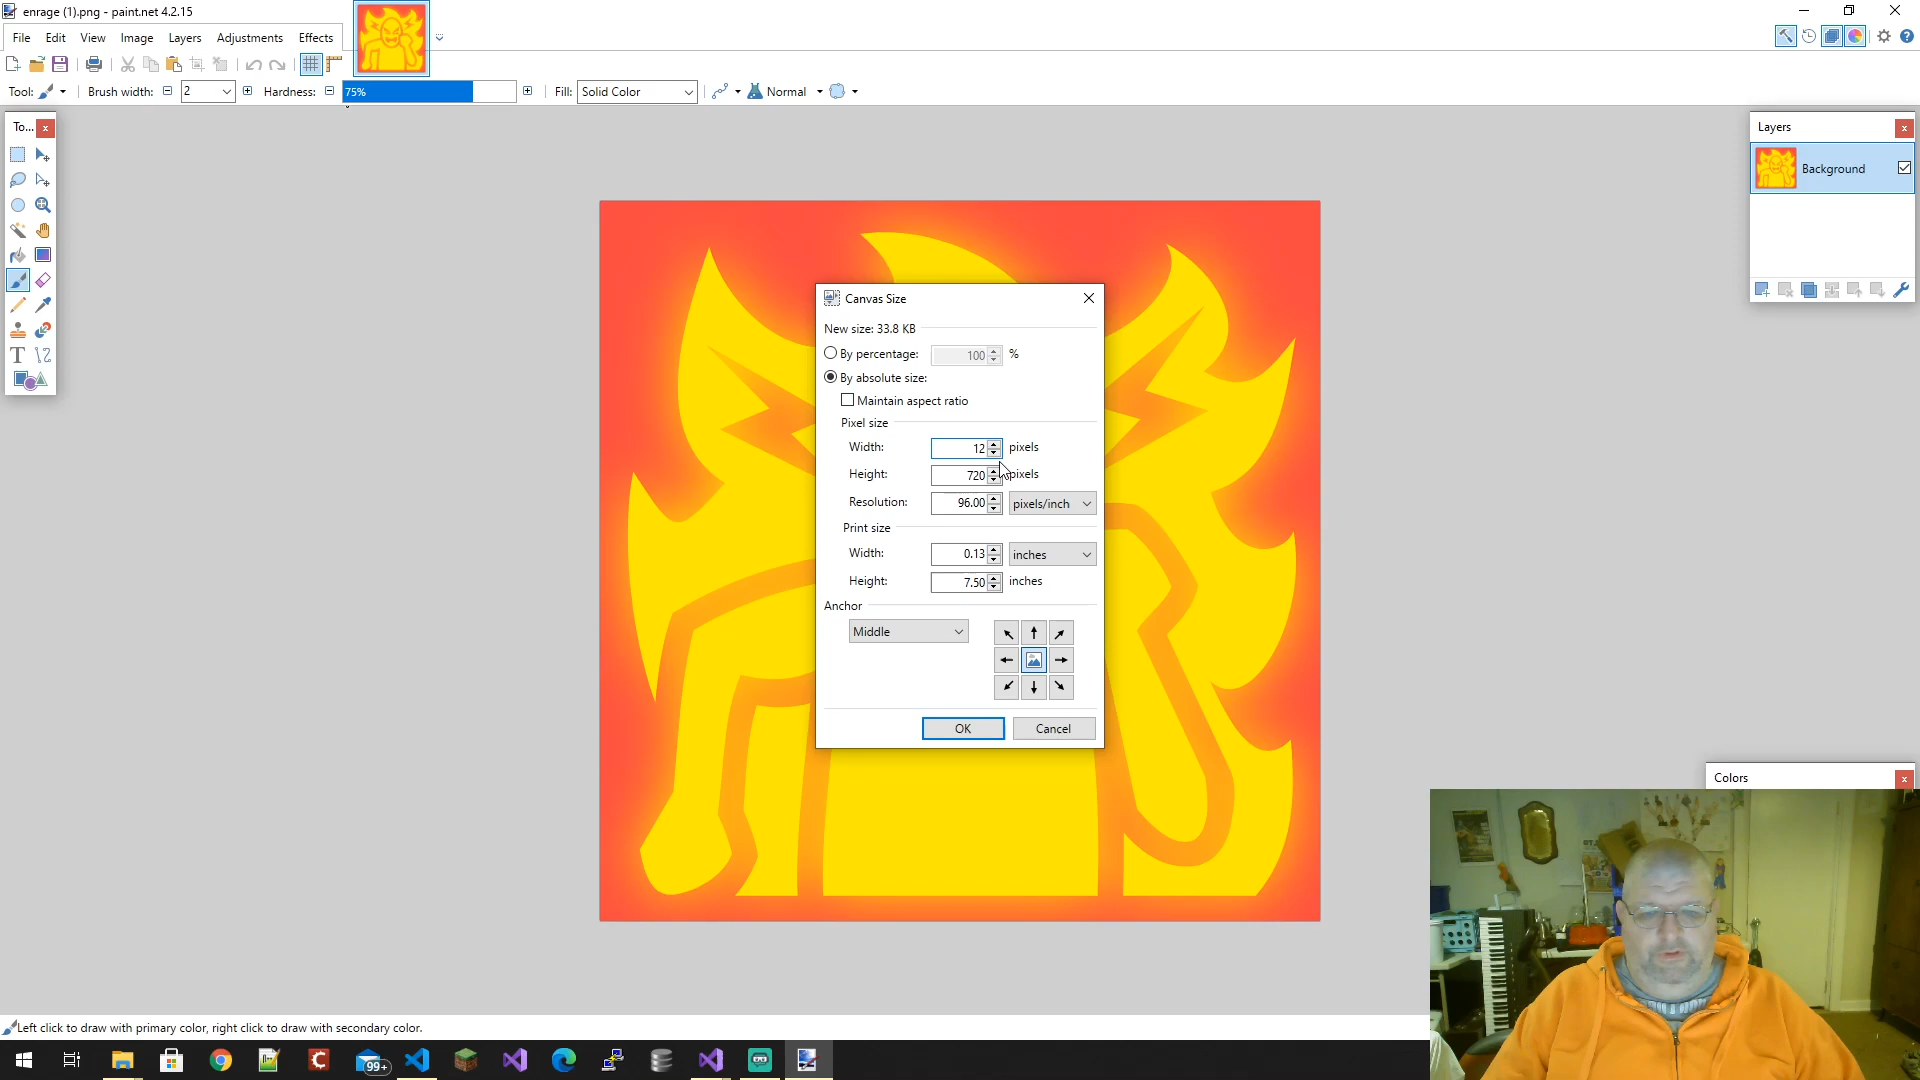 enrage (1).png - paint.net 4.2.15
File Edit View Image Layers Adjustments Effects
Tool: Brush width: 2 Hardness: 75% Fill: Solid Color Normal
To...
Layers
Background
Canvas Size
New size: 33.8 KB
By percentage: 100 %
By absolute size:
Maintain aspect ratio
Pixel size
Width: 12 pixels
Height: 720 pixels
Resolution: 96.00 pixels/inch
Print size
Width: 0.13 inches
Height: 7.50 inches
Anchor
Middle
OK Cancel
Colors
Left click to draw with primary color, right click to draw with secondary color.
99+